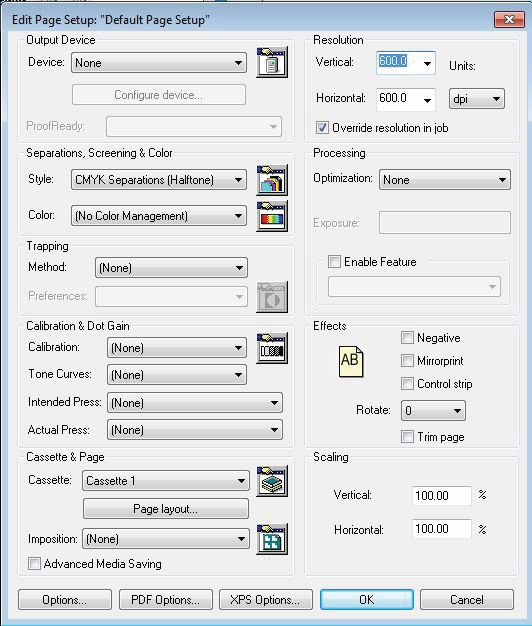 Edit Page Setup: "Default Page Setup"
Output Device
Device: None
Configure device...
ProofReady:
Separations, Screening & Color
Style: CMYK Separations (Halftone)
Color: (No Color Management)
Trapping
Method: (None)
Preferences:
Calibration & Dot Gain
Calibration: (None)
Tone Curves: (None)
Intended Press: (None)
Actual Press: (None)
Cassette & Page
Cassette: Cassette 1
Page layout...
Imposition: (None)
Advanced Media Saving
Resolution
Vertical: 600.0 Units:
Horizontal: 600.0 dpi
Override resolution in job
Processing
Optimization: None
Exposure:
Enable Feature
Effects
AB
Negative
Mirrorprint
Control strip
Rotate: 0
Trim page
Scaling
Vertical: 100.00 %
Horizontal: 100.00 %
Options... PDF Options... XPS Options... OK Cancel